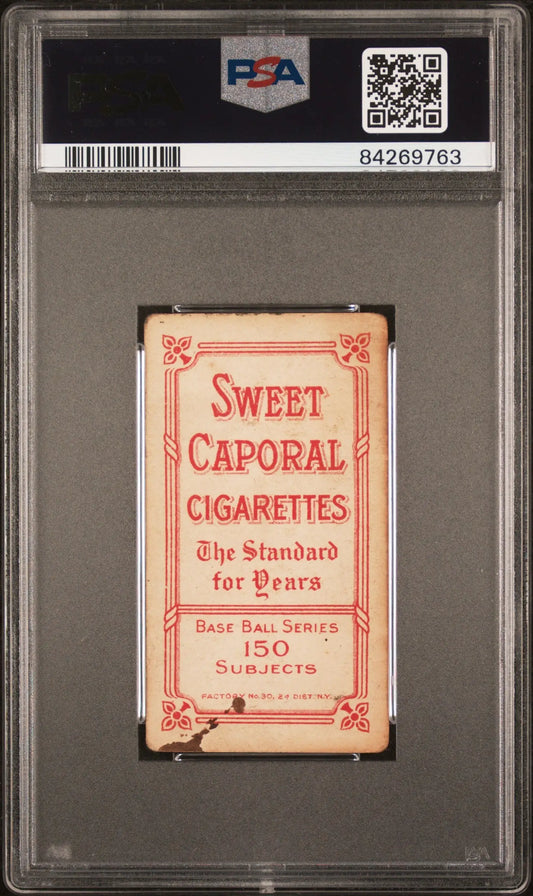 PSA
84269763
SWEET
CAPORAL
CIGARETTES
The Standard
for Years
BASE BALL SERIES
150
SUBJECTS
FACTORY No. 30, 2d DIST. N.Y.